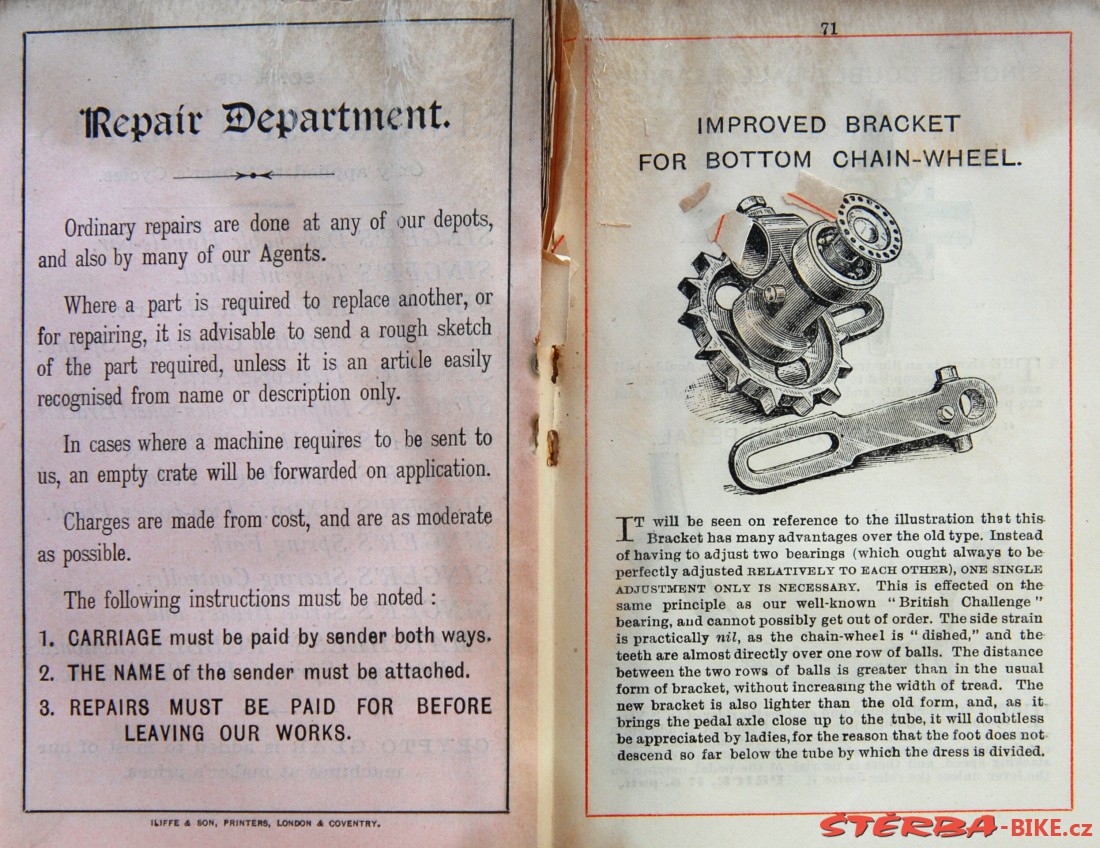 Repair Department.
Ordinary repairs are done at any of our depots,
and also by many of our Agents.
Where a part is required to replace another, or
for repairing, it is advisable to send a rough sketch
of the part required, unless it is an article easily
recognised from name or description only.
In cases where a machine requires to be sent to
us, an empty crate will be forwarded on application.
Charges are made from cost, and are as moderate
as possible.
The following instructions must be noted :
1. CARRIAGE must be paid by sender both ways.
2. THE NAME of the sender must be attached.
3. REPAIRS MUST BE PAID FOR BEFORE
LEAVING OUR WORKS.
ILIFFE & SON, PRINTERS, LONDON & COVENTRY.
71
IMPROVED BRACKET
FOR BOTTOM CHAIN-WHEEL.
IT will be seen on reference to the illustration that this
Bracket has many advantages over the old type. Instead
of having to adjust two bearings (which ought always to be
perfectly adjusted RELATIVELY TO EACH OTHER), ONE SINGLE
ADJUSTMENT ONLY IS NECESSARY. This is effected on the
same principle as our well-known "British Challenge"
bearing, and cannot possibly get out of order. The side strain
is practically nil, as the chain-wheel is "dished," and the
teeth are almost directly over one row of balls. The distance
between the two rows of balls is greater than in the usual
form of bracket, without increasing the width of tread. The
new bracket is also lighter than the old form, and, as it
brings the pedal axle close up to the tube, it will doubtless
be appreciated by ladies, for the reason that the foot does not
descend so far below the tube by which the dress is divided.
ŠTĚRBA-BIKE.cz